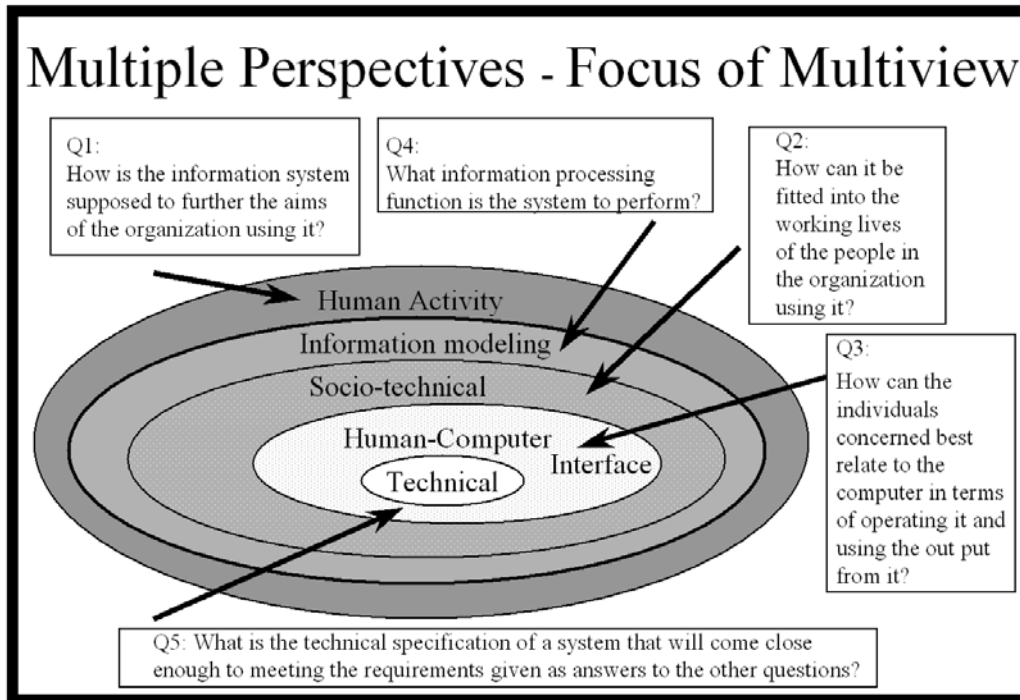 Multiple Perspectives - Focus of Multiview
Q1:
How is the information system
supposed to further the aims
of the organization using it?
Q4:
What information processing
function is the system to perform?
Q2:
How can it be
fitted into the
working lives
of the people in
the organization
using it?
Human Activity
Information modeling
Socio-technical
Human-Computer
Interface
Technical
Q3:
How can the
individuals
concerned best
relate to the
computer in terms
of operating it and
using the out put
from it?
Q5: What is the technical specification of a system that will come close
enough to meeting the requirements given as answers to the other questions?